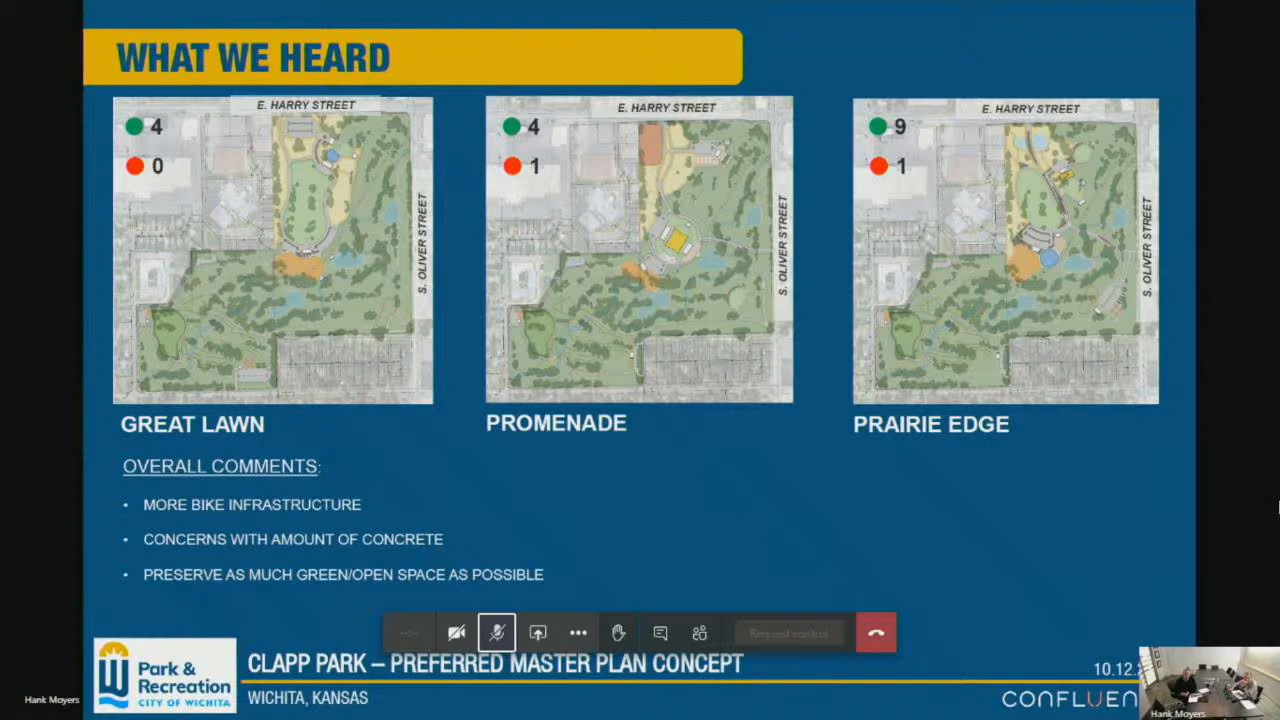 WHAT WE HEARD
E. HARRY STREET
4
0
S. OLIVER STREET
GREAT LAWN
E. HARRY STREET
4
1
S. OLIVER STREET
PROMENADE
E. HARRY STREET
9
1
S. OLIVER STREET
PRAIRIE EDGE
OVERALL COMMENTS:
• MORE BIKE INFRASTRUCTURE
• CONCERNS WITH AMOUNT OF CONCRETE
• PRESERVE AS MUCH GREEN/OPEN SPACE AS POSSIBLE
Request control
Park &
Recreation
CITY OF WICHITA
CLAPP PARK – PREFERRED MASTER PLAN CONCEPT
WICHITA, KANSAS
10.12.
CONFLUEN
Hank Moyers
Hank Moyers